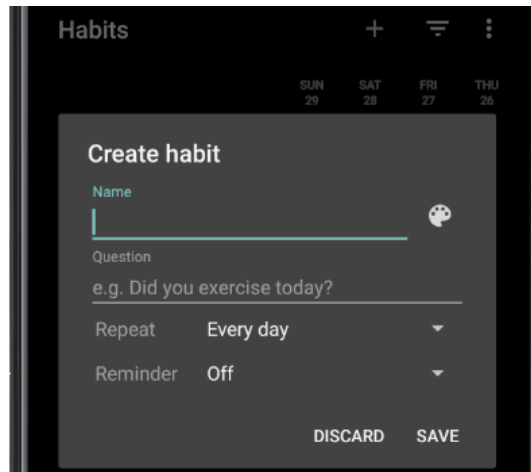 Habits
SUN SAT FRI THU
29 28 27 26
Create habit
Name
Question
e.g. Did you exercise today?
Repeat Every day
Reminder Off
DISCARD SAVE